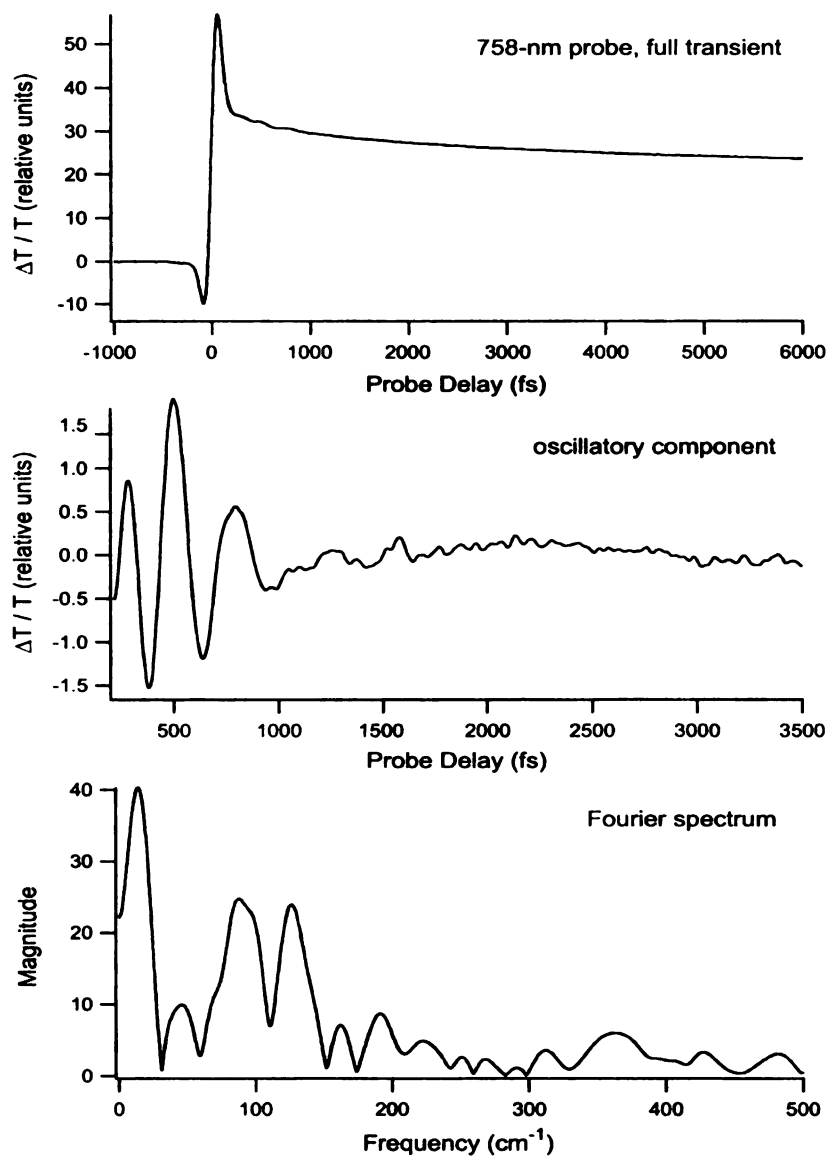 758-nm probe, full transient
ΔT / T (relative units)
50
40
30
20
10
0
-10
-1000 0 1000 2000 3000 4000 5000 6000
Probe Delay (fs)
oscillatory component
ΔT / T (relative units)
1.5
1.0
0.5
0.0
-0.5
-1.0
-1.5
500 1000 1500 2000 2500 3000 3500
Probe Delay (fs)
Fourier spectrum
Magnitude
40
30
20
10
0
0 100 200 300 400 500
Frequency (cm⁻¹)